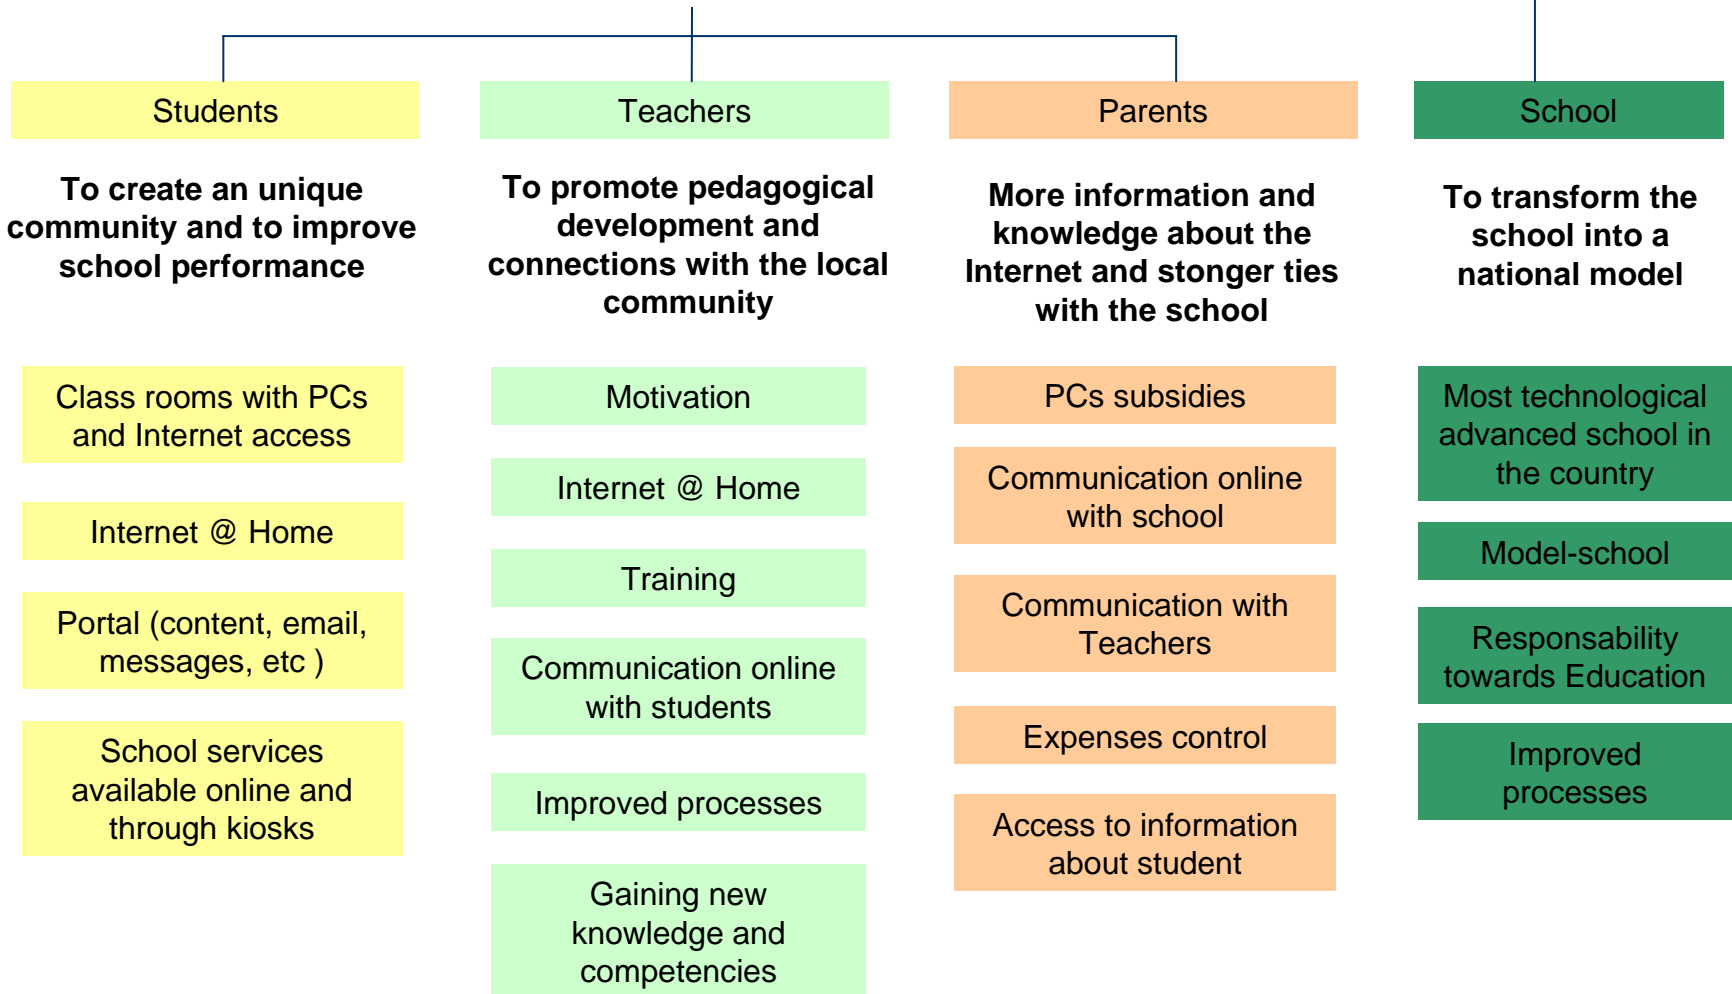 Students
To create an unique
community and to improve
school performance
Class rooms with PCs
and Internet access
Internet @ Home
Portal (content, email,
messages, etc )
School services
available online and
through kiosks
Teachers
To promote pedagogical
development and
connections with the local
community
Motivation
Internet @ Home
Training
Communication online
with students
Improved processes
Gaining new
knowledge and
competencies
Parents
More information and
knowledge about the
Internet and stonger ties
with the school
PCs subsidies
Communication online
with school
Communication with
Teachers
Expenses control
Access to information
about student
School
To transform the
school into a
national model
Most technological
advanced school in
the country
Model-school
Responsability
towards Education
Improved
processes